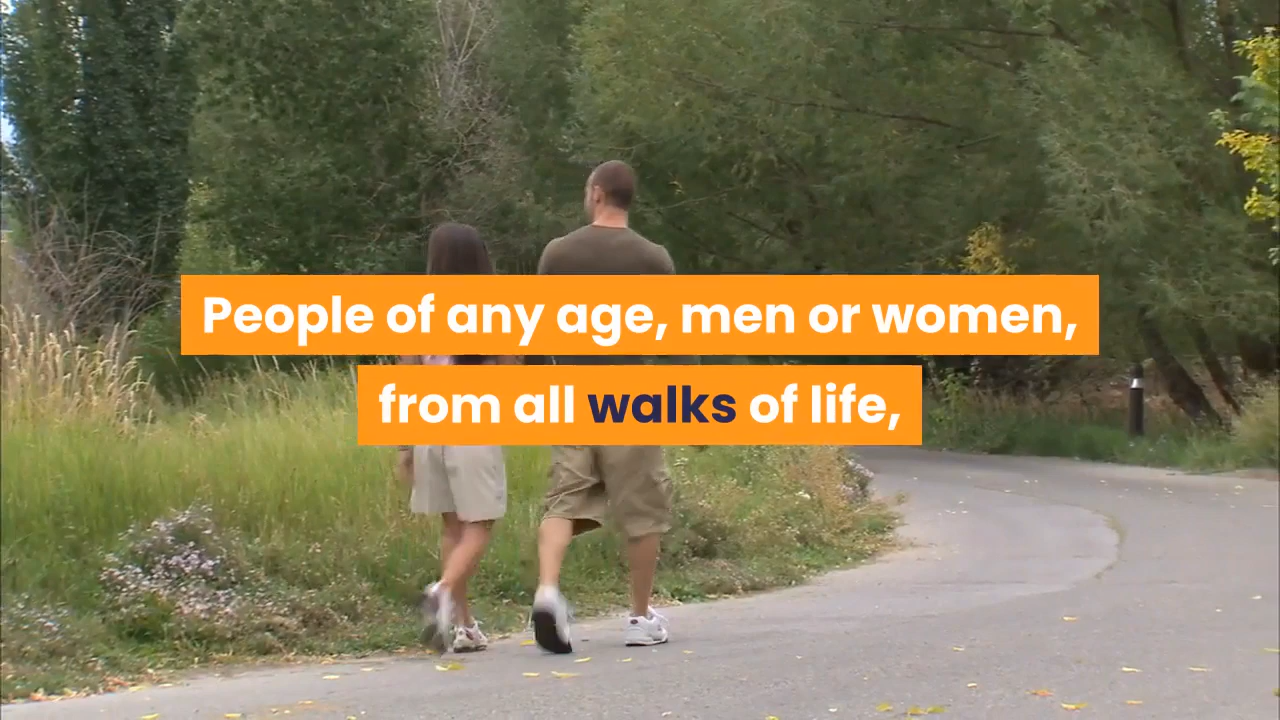 People of any age, men or women,
from all walks of life,